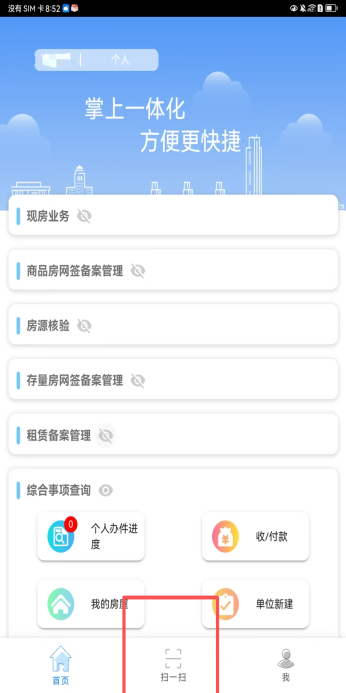 沒有 SIM 卡 8:52
个人
掌上一体化
方便更快捷
现房业务
商品房网签备案管理
房源核验
存量房网签备案管理
租赁备案管理
综合事项查询
0
个人办件进
度
收/付款
我的房屋
单位新建
首页
扫一扫
我